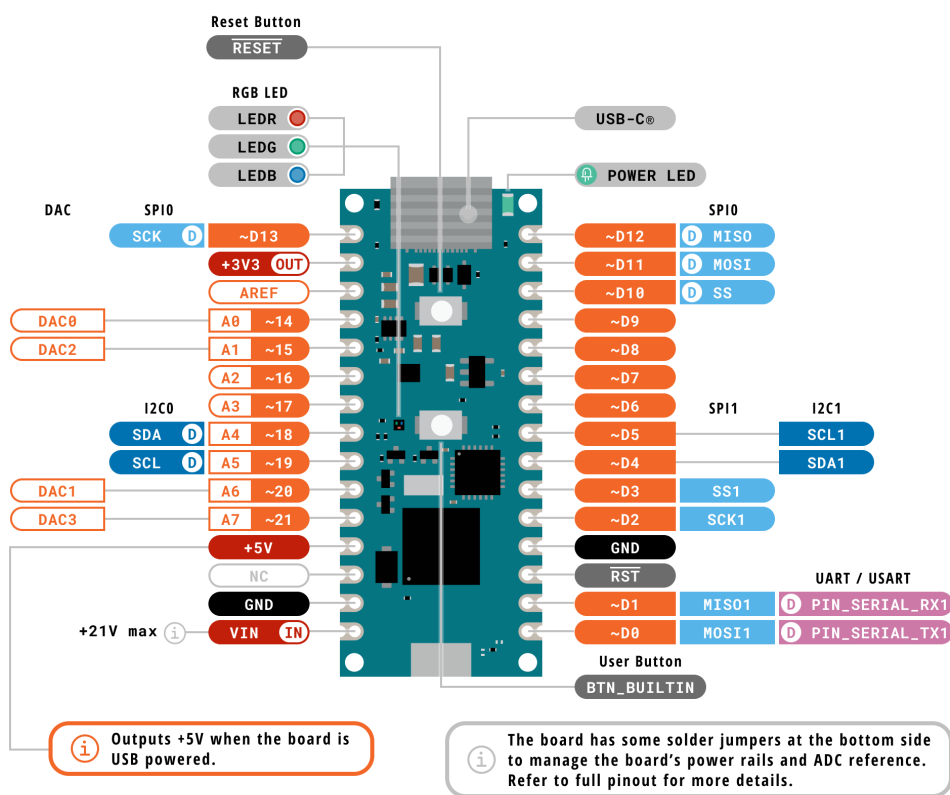 Reset Button
RESET
RGB LED
LEDR
LEDG
LEDB
USB-C®
POWER LED
DAC SPI0 SPI0
SCK D ~D13 ~D12 D MISO
+3V3 OUT ~D11 D MOSI
AREF ~D10 D SS
DAC0 A0 ~14 ~D9
DAC2 A1 ~15 ~D8
A2 ~16 ~D7
A3 ~17 ~D6
I2C0 SPI1 I2C1
SDA D A4 ~18 ~D5 SCL1
SCL D A5 ~19 ~D4 SDA1
DAC1 A6 ~20 ~D3 SS1
DAC3 A7 ~21 ~D2 SCK1
+5V GND
NC RST
UART / USART
GND ~D1 MISO1 D PIN_SERIAL_RX1
+21V max i VIN IN ~D0 MOSI1 D PIN_SERIAL_TX1
User Button
BTN_BUILTIN
i Outputs +5V when the board is
USB powered.
i The board has some solder jumpers at the bottom side
to manage the board's power rails and ADC reference.
Refer to full pinout for more details.